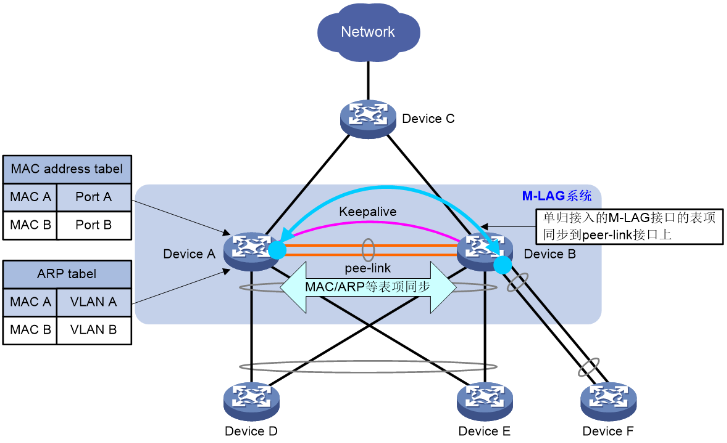 Network
Device C
MAC address tabel
MAC A Port A
MAC B Port B
M-LAG系统
Keepalive
单归接入的M-LAG接口的表项
同步到peer-link接口上
Device A
Device B
pee-link
ARP tabel
MAC A VLAN A
MAC B VLAN B
MAC/ARP等表项同步
Device D
Device E
Device F